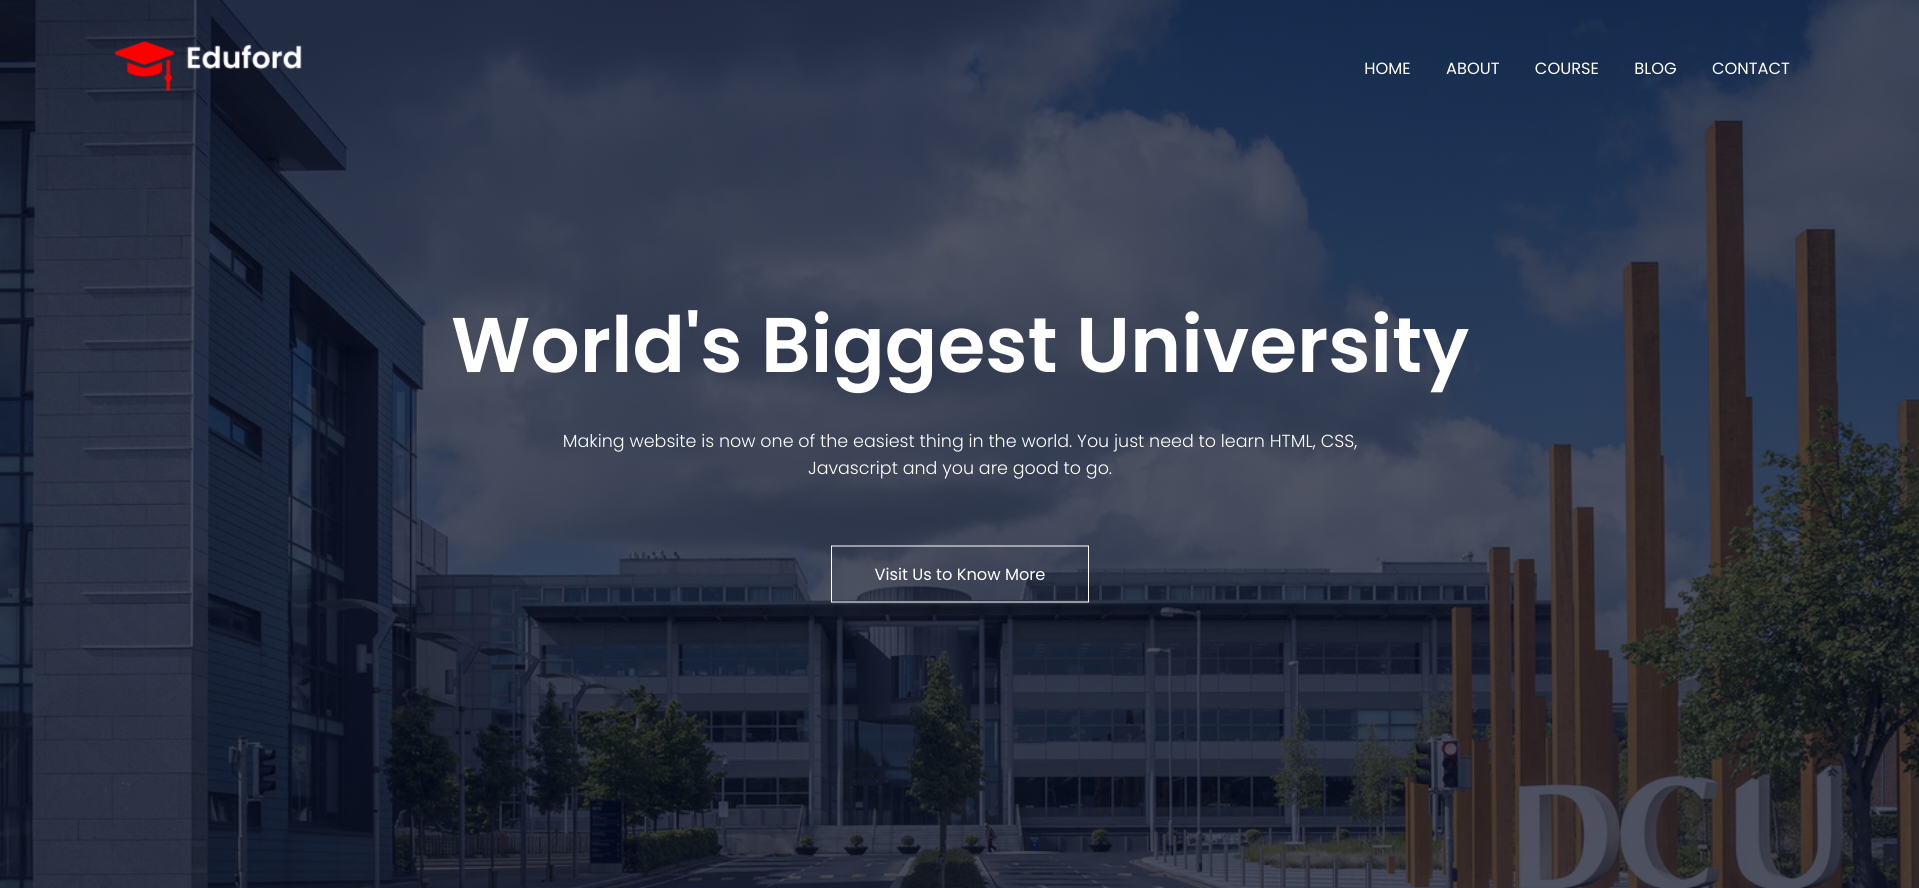 Eduford
HOME ABOUT COURSE BLOG CONTACT
World's Biggest University
Making website is now one of the easiest thing in the world. You just need to learn HTML, CSS,
Javascript and you are good to go.
Visit Us to Know More
DCU